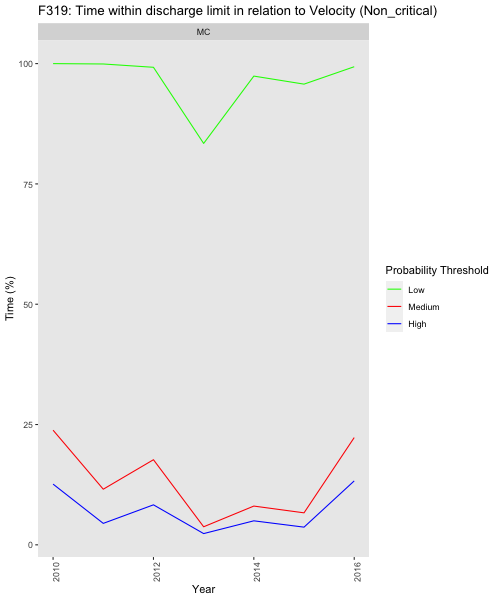 F319: Time within discharge limit in relation to Velocity (Non_critical)
MC
100
75
50
25
0
Time (%)
2010
2012
2014
2016
Year
Probability Threshold
Low
Medium
High